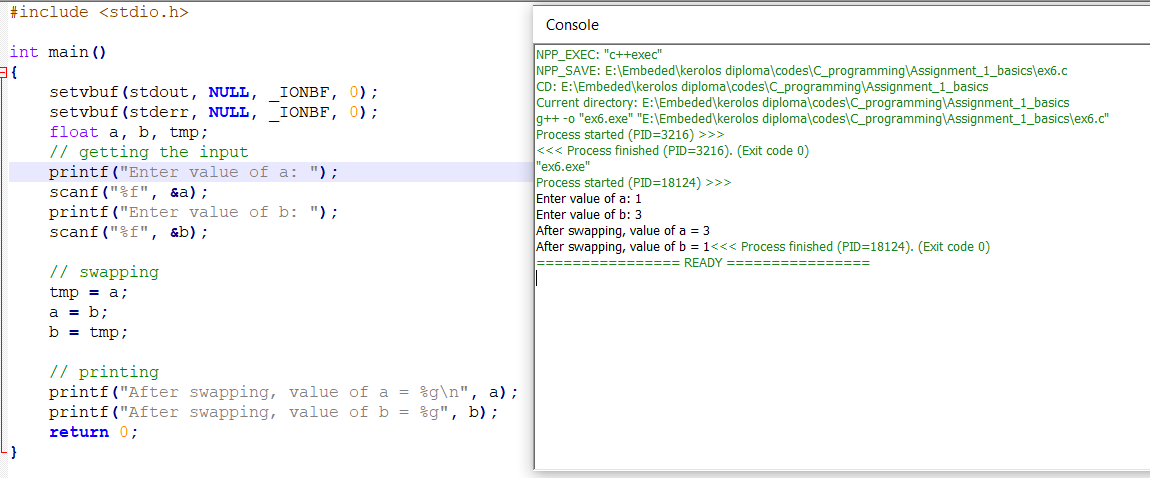 #include <stdio.h>
int main()
{
setvbuf(stdout, NULL, _IONBF, 0);
setvbuf(stderr, NULL, _IONBF, 0);
float a, b, tmp;
// getting the input
printf("Enter value of a: ");
scanf("%f", &a);
printf("Enter value of b: ");
scanf("%f", &b);
// swapping
tmp = a;
a = b;
b = tmp;
// printing
printf("After swapping, value of a = %g\n", a);
printf("After swapping, value of b = %g", b);
return 0;
}
Console
NPP_EXEC: "c++exec"
NPP_SAVE: E:\Embeded\kerolos diploma\codes\C_programming\Assignment_1_basics\ex6.c
CD: E:\Embeded\kerolos diploma\codes\C_programming\Assignment_1_basics
Current directory: E:\Embeded\kerolos diploma\codes\C_programming\Assignment_1_basics
g++ -o "ex6.exe" "E:\Embeded\kerolos diploma\codes\C_programming\Assignment_1_basics\ex6.c"
Process started (PID=3216) >>>
<<< Process finished (PID=3216). (Exit code 0)
"ex6.exe"
Process started (PID=18124) >>>
Enter value of a: 1
Enter value of b: 3
After swapping, value of a = 3
After swapping, value of b = 1<<< Process finished (PID=18124). (Exit code 0)
================ READY ================